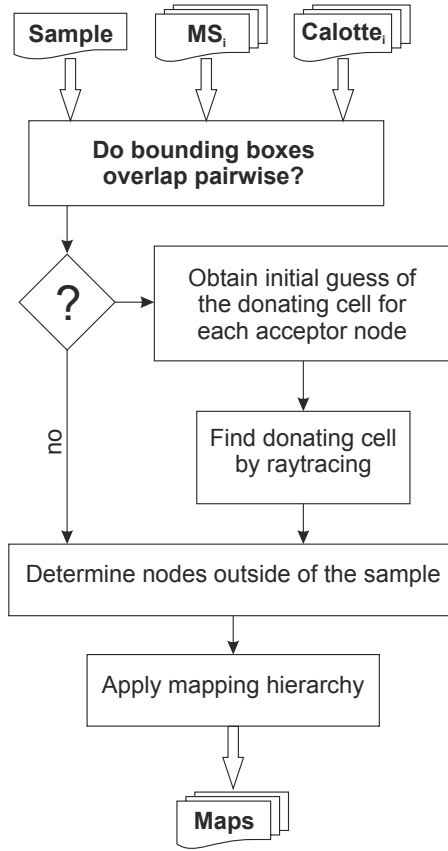 Sample
MSi
Calottei
Do bounding boxes
overlap pairwise?
?
Obtain initial guess of
the donating cell for
each acceptor node
no
Find donating cell
by raytracing
Determine nodes outside of the sample
Apply mapping hierarchy
Maps